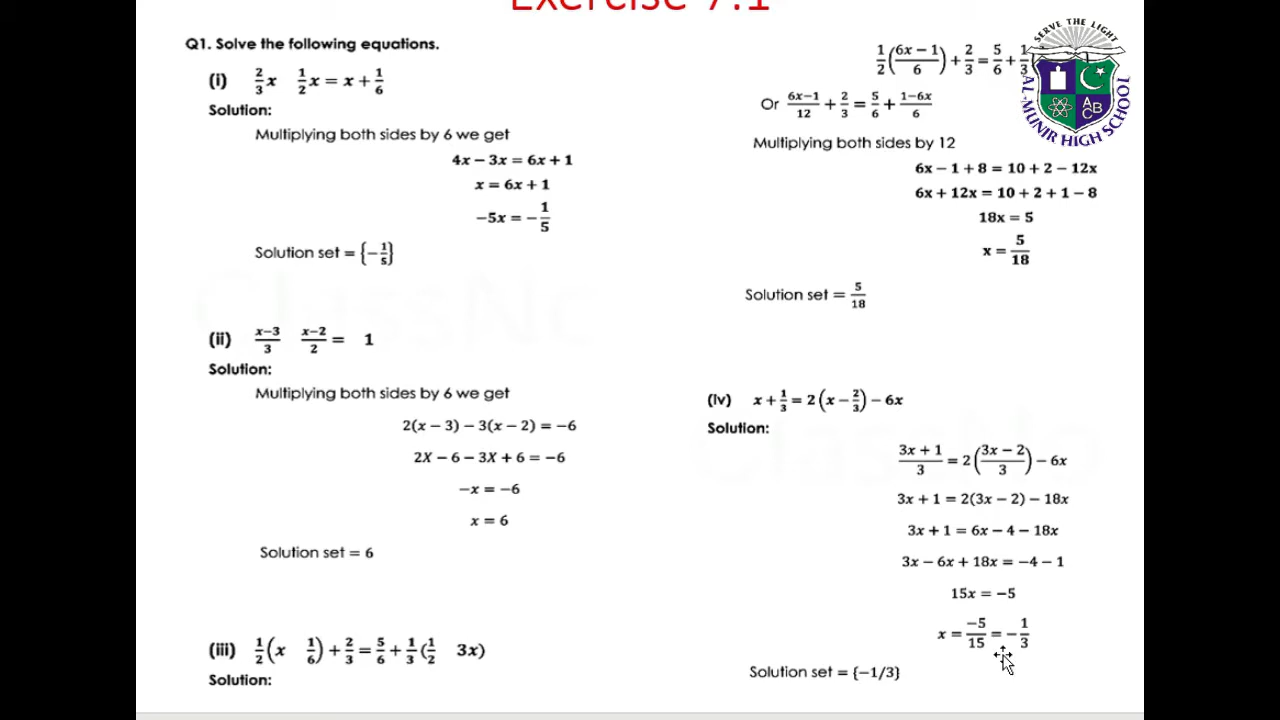 Exercise 7.1
Q1. Solve the following equations.
(i) 2/3 x 1/2 x = x + 1/6
Solution:
Multiplying both sides by 6 we get
4x − 3x = 6x + 1
x = 6x + 1
−5x = − 1/5
Solution set = {− 1/5}
(ii) x−3/3 x−2/2 = 1
Solution:
Multiplying both sides by 6 we get
2(x − 3) − 3(x − 2) = −6
2X − 6 − 3X + 6 = −6
−x = −6
x = 6
Solution set = 6
(iii) 1/2 (x 1/6) + 2/3 = 5/6 + 1/3 (1/2 3x)
Solution:
1/2 (6x − 1/6) + 2/3 = 5/6 + 1/3 (
Or 6x−1/12 + 2/3 = 5/6 + 1−6x/6
Multiplying both sides by 12
6x − 1 + 8 = 10 + 2 − 12x
6x + 12x = 10 + 2 + 1 − 8
18x = 5
x = 5/18
Solution set = 5/18
(iv) x + 1/3 = 2 (x − 2/3) − 6x
Solution:
3x + 1/3 = 2 (3x − 2/3) − 6x
3x + 1 = 2(3x − 2) − 18x
3x + 1 = 6x − 4 − 18x
3x − 6x + 18x = −4 − 1
15x = −5
x = −5/15 = − 1/3
Solution set = {−1/3}
SERVE THE LIGHT
ABC
AL-MUNIR HIGH SCHOOL
ClassNo
ClassNo